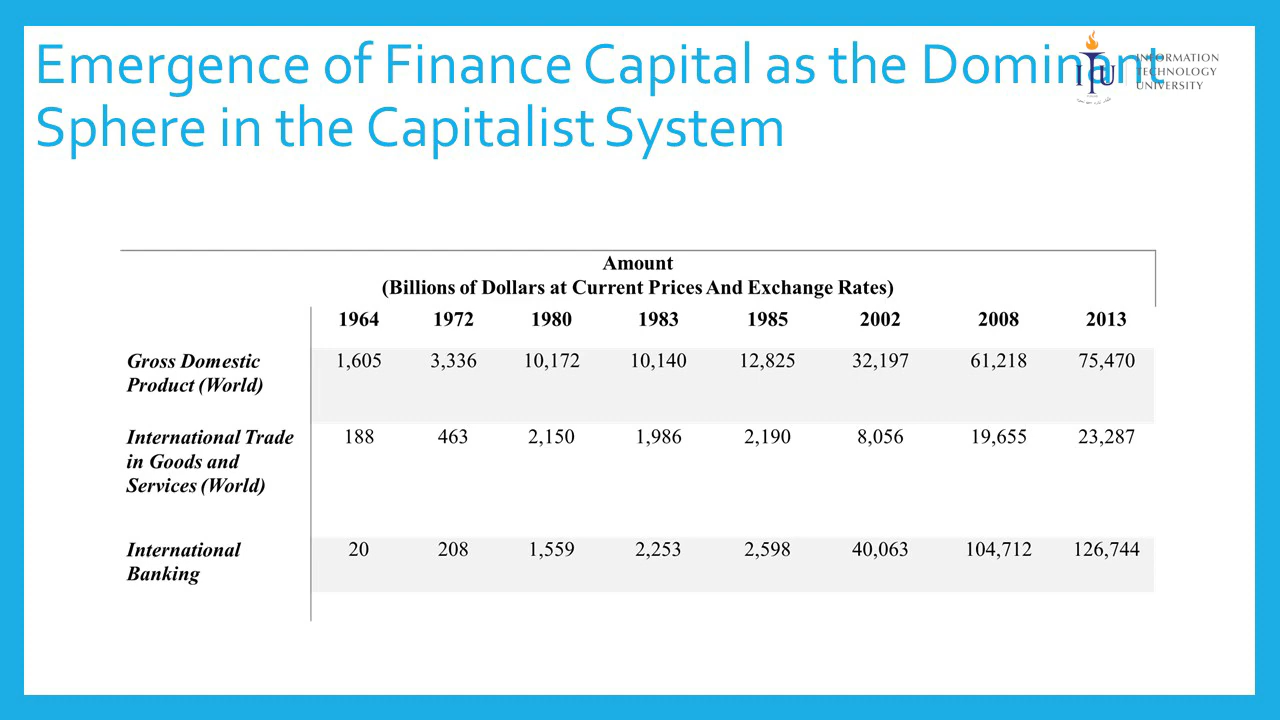 Emergence of Finance Capital as the Dominant
Sphere in the Capitalist System
ITU
INFORMATION
TECHNOLOGY
UNIVERSITY
Amount
(Billions of Dollars at Current Prices And Exchange Rates)
1964 1972 1980 1983 1985 2002 2008 2013
Gross Domestic 1,605 3,336 10,172 10,140 12,825 32,197 61,218 75,470
Product (World)
International Trade 188 463 2,150 1,986 2,190 8,056 19,655 23,287
in Goods and
Services (World)
International 20 208 1,559 2,253 2,598 40,063 104,712 126,744
Banking